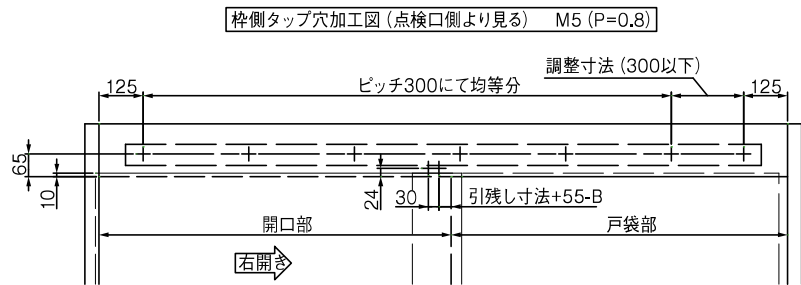 枠側タップ穴加工図(点検口側より見る) M5(P=0.8)
調整寸法(300以下)
125
ピッチ300にて均等分
125
65
10
24
30
引残し寸法+55-B
開口部
戸袋部
右開き